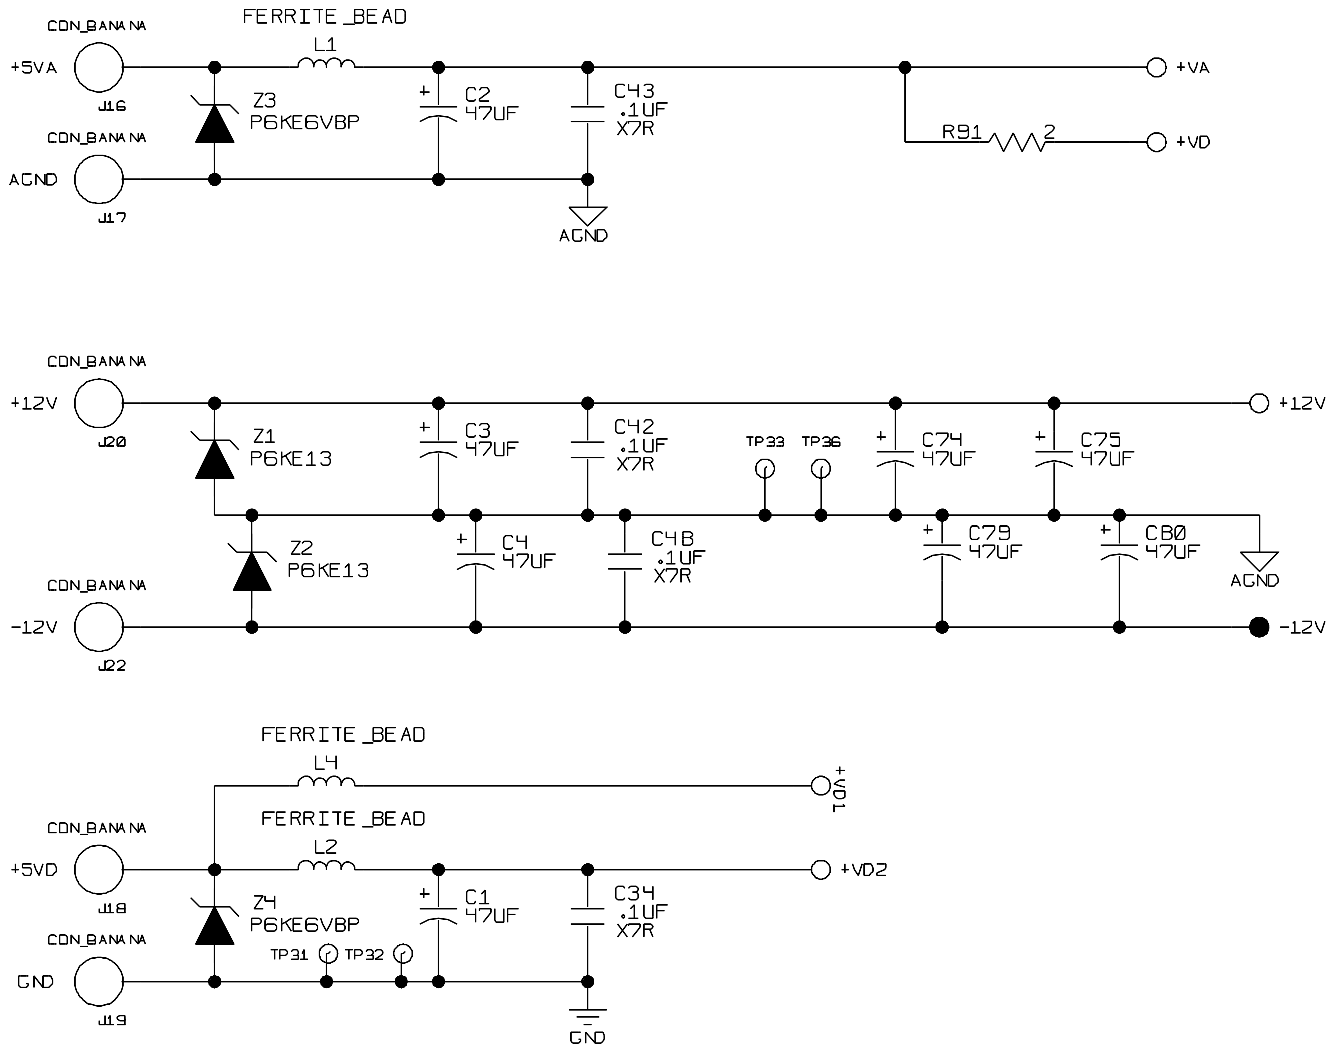 CON_BANANA
FERRITE_BEAD
L1
+5VA
J16
Z3
P6KE6V8P
+
C2
47UF
C43
.1UF
X7R
+VA
R91
2
+VD
CON_BANANA
AGND
J17
AGND
CON_BANANA
+12V
J20
Z1
P6KE13
+
C3
47UF
C42
.1UF
X7R
TP33
TP36
+
C74
47UF
+
C75
47UF
+12V
Z2
P6KE13
+
C4
47UF
C48
.1UF
X7R
+
C79
47UF
+
C80
47UF
AGND
CON_BANANA
-12V
J22
-12V
FERRITE_BEAD
L4
+VD1
FERRITE_BEAD
L2
CON_BANANA
+5VD
J18
+VD2
Z4
P6KE6V8P
+
C1
47UF
C34
.1UF
X7R
CON_BANANA
TP31
TP32
GND
J19
GND